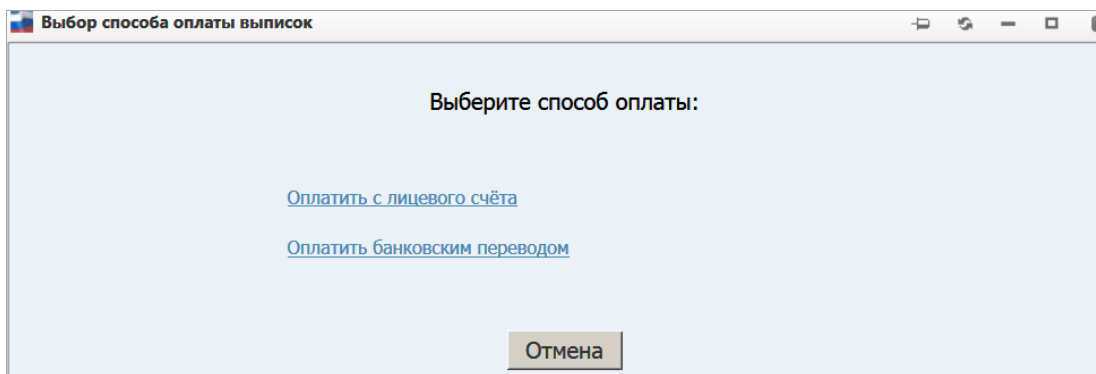 Выбор способа оплаты выписок
Выберите способ оплаты:
Оплатить с лицевого счёта
Оплатить банковским переводом
Отмена